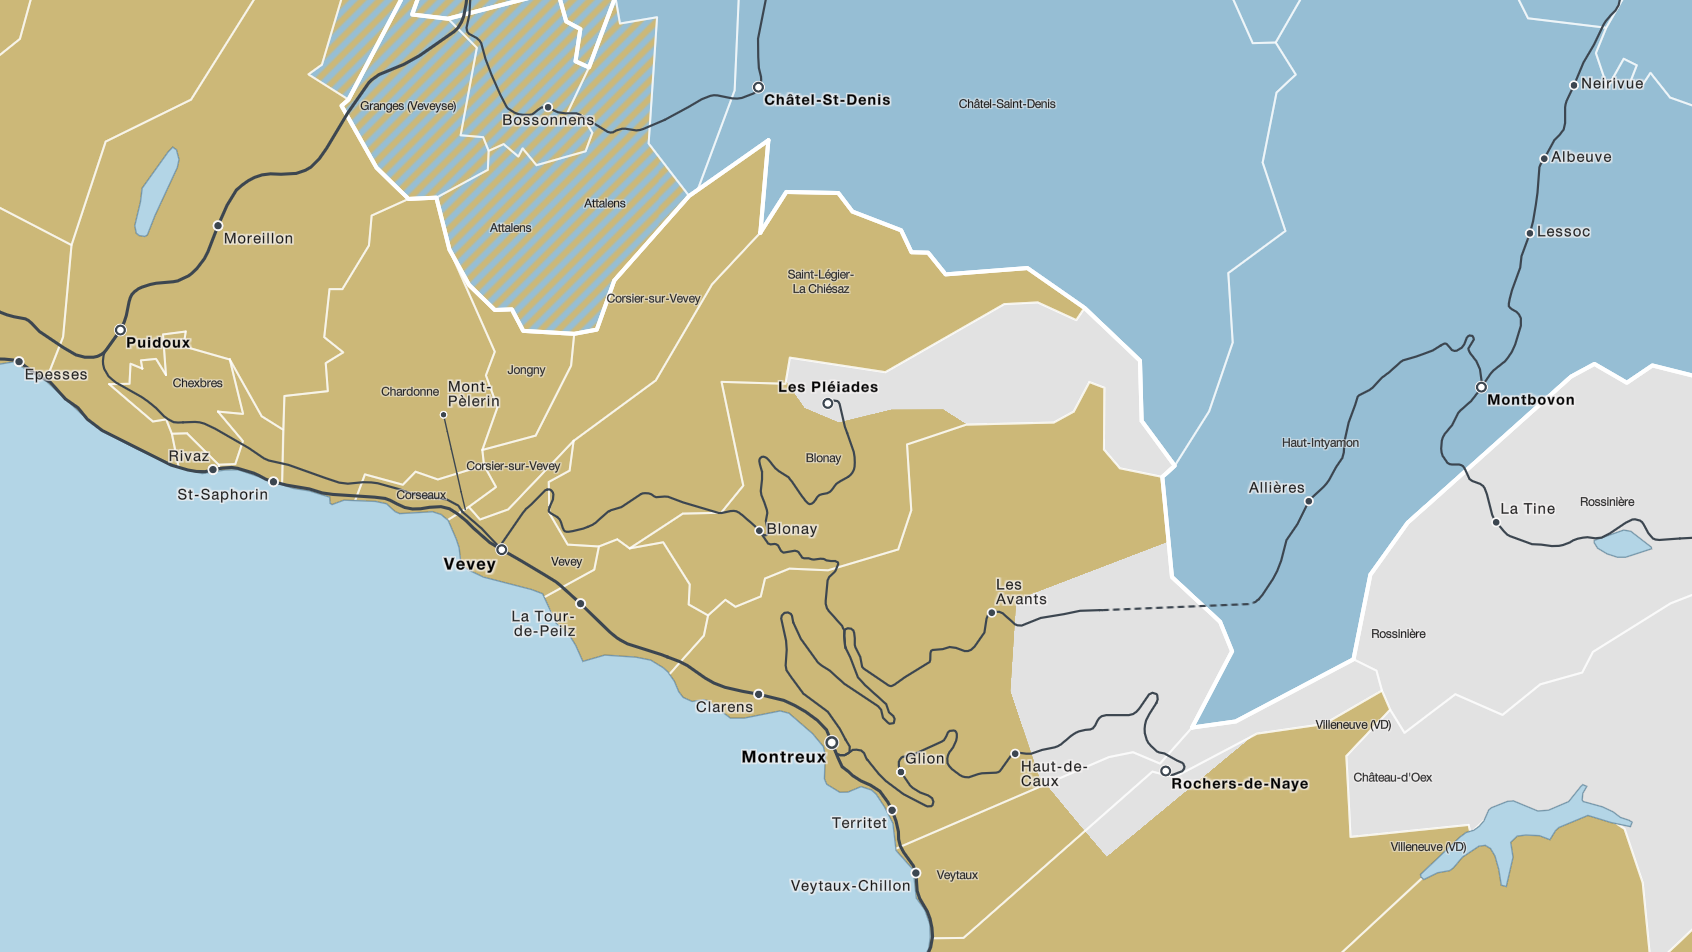 Neirivue
Châtel-St-Denis
Châtel-Saint-Denis
Granges (Veveyse)
Bossonnens
Albeuve
Attalens
Attalens
Lessoc
Moreillon
Saint-Légier-
La Chiésaz
Corsier-sur-Vevey
Puidoux
Epesses
Chexbres
Jongny
Chardonne
Mont-
Pèlerin
Les Pléiades
Montbovon
Haut-Intyamon
Rivaz
Corsier-sur-Vevey
Blonay
St-Saphorin
Corseaux
Allières
Rossinière
La Tine
Blonay
Vevey
Vevey
Les
Avants
La Tour-
de-Peilz
Rossinière
Clarens
Villeneuve (VD)
Montreux
Glion
Haut-de-
Caux
Rochers-de-Naye
Château-d'Oex
Territet
Villeneuve (VD)
Veytaux-Chillon
Veytaux